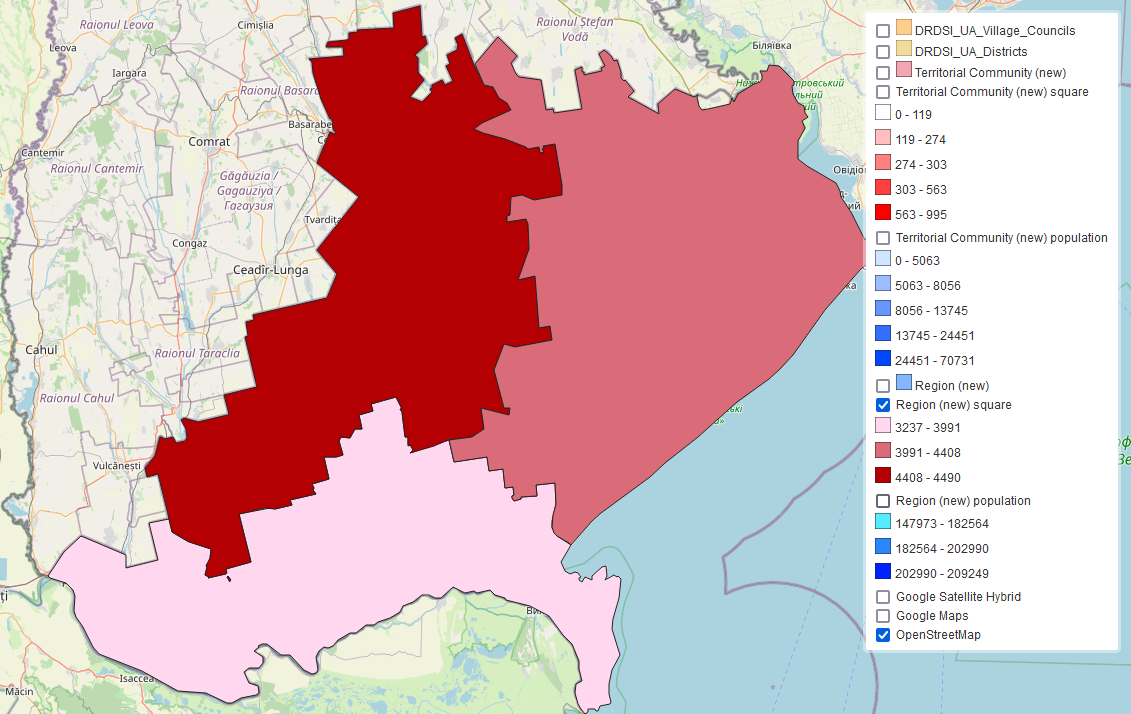 Raionul Leova
Cimișlia
Raionul Ștefan
Vodă
Leova
Біляївка
Iargara
Raionul Basara
Basarabe
Cantemir
Comrat
Raionul Cantemir
Găgăuzia /
Gagauziya /
Гагаузия
Tvardița
Congaz
Ceadîr-Lunga
Raionul Taraclia
Cahul
Raionul Cahul
Vulcănești
Isaccea
Măcin
Вил
Овідіо
DRDSI_UA_Village_Councils
DRDSI_UA_Districts
Territorial Community (new)
Territorial Community (new) square
0 - 119
119 - 274
274 - 303
303 - 563
563 - 995
Territorial Community (new) population
0 - 5063
5063 - 8056
8056 - 13745
13745 - 24451
24451 - 70731
Region (new)
Region (new) square
3237 - 3991
3991 - 4408
4408 - 4490
Region (new) population
147973 - 182564
182564 - 202990
202990 - 209249
Google Satellite Hybrid
Google Maps
OpenStreetMap